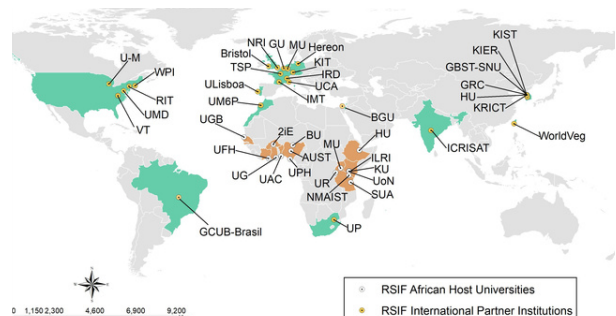 U-M
WPI
RIT
UMD
VT
GCUB-Brasil
NRI
GU
MU
Hereon
Bristol
KIT
TSP
IRD
ULisboa
UCA
UM6P
IMT
UGB
2iE
BU
UFH
AUST
UG
UAC
UPH
BGU
MU
HU
ILRI
KU
UR
UoN
NMAIST
SUA
UP
KIST
KIER
GBST-SNU
GRC
HU
KRICT
WorldVeg
ICRISAT
0 1,150 2,300 4,600 6,900 9,200
RSIF African Host Universities
RSIF International Partner Institutions